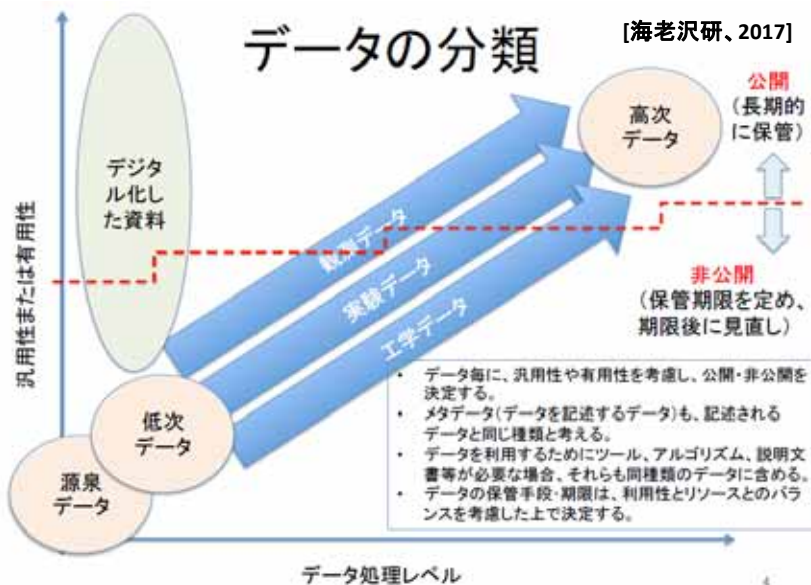 データの分類
[海老沢研、2017]
公開
(長期的
に保管)
高次
データ
デジタ
ル化し
た資料
汎用性または有用性
観測データ
実験データ
工学データ
非公開
(保管期限を定め、
期限後に見直し)
低次
データ
源泉
データ
• データ毎に、汎用性や有用性を考慮し、公開・非公開を
決定する。
• メタデータ(データを記述するデータ)も、記述される
データと同じ種類と考える。
• データを利用するためにツール、アルゴリズム、説明文
書等が必要な場合、それらも同種類のデータに含める。
• データの保管手段・期限は、利用性とリソースとのバラ
ンスを考慮した上で決定する。
データ処理レベル
4